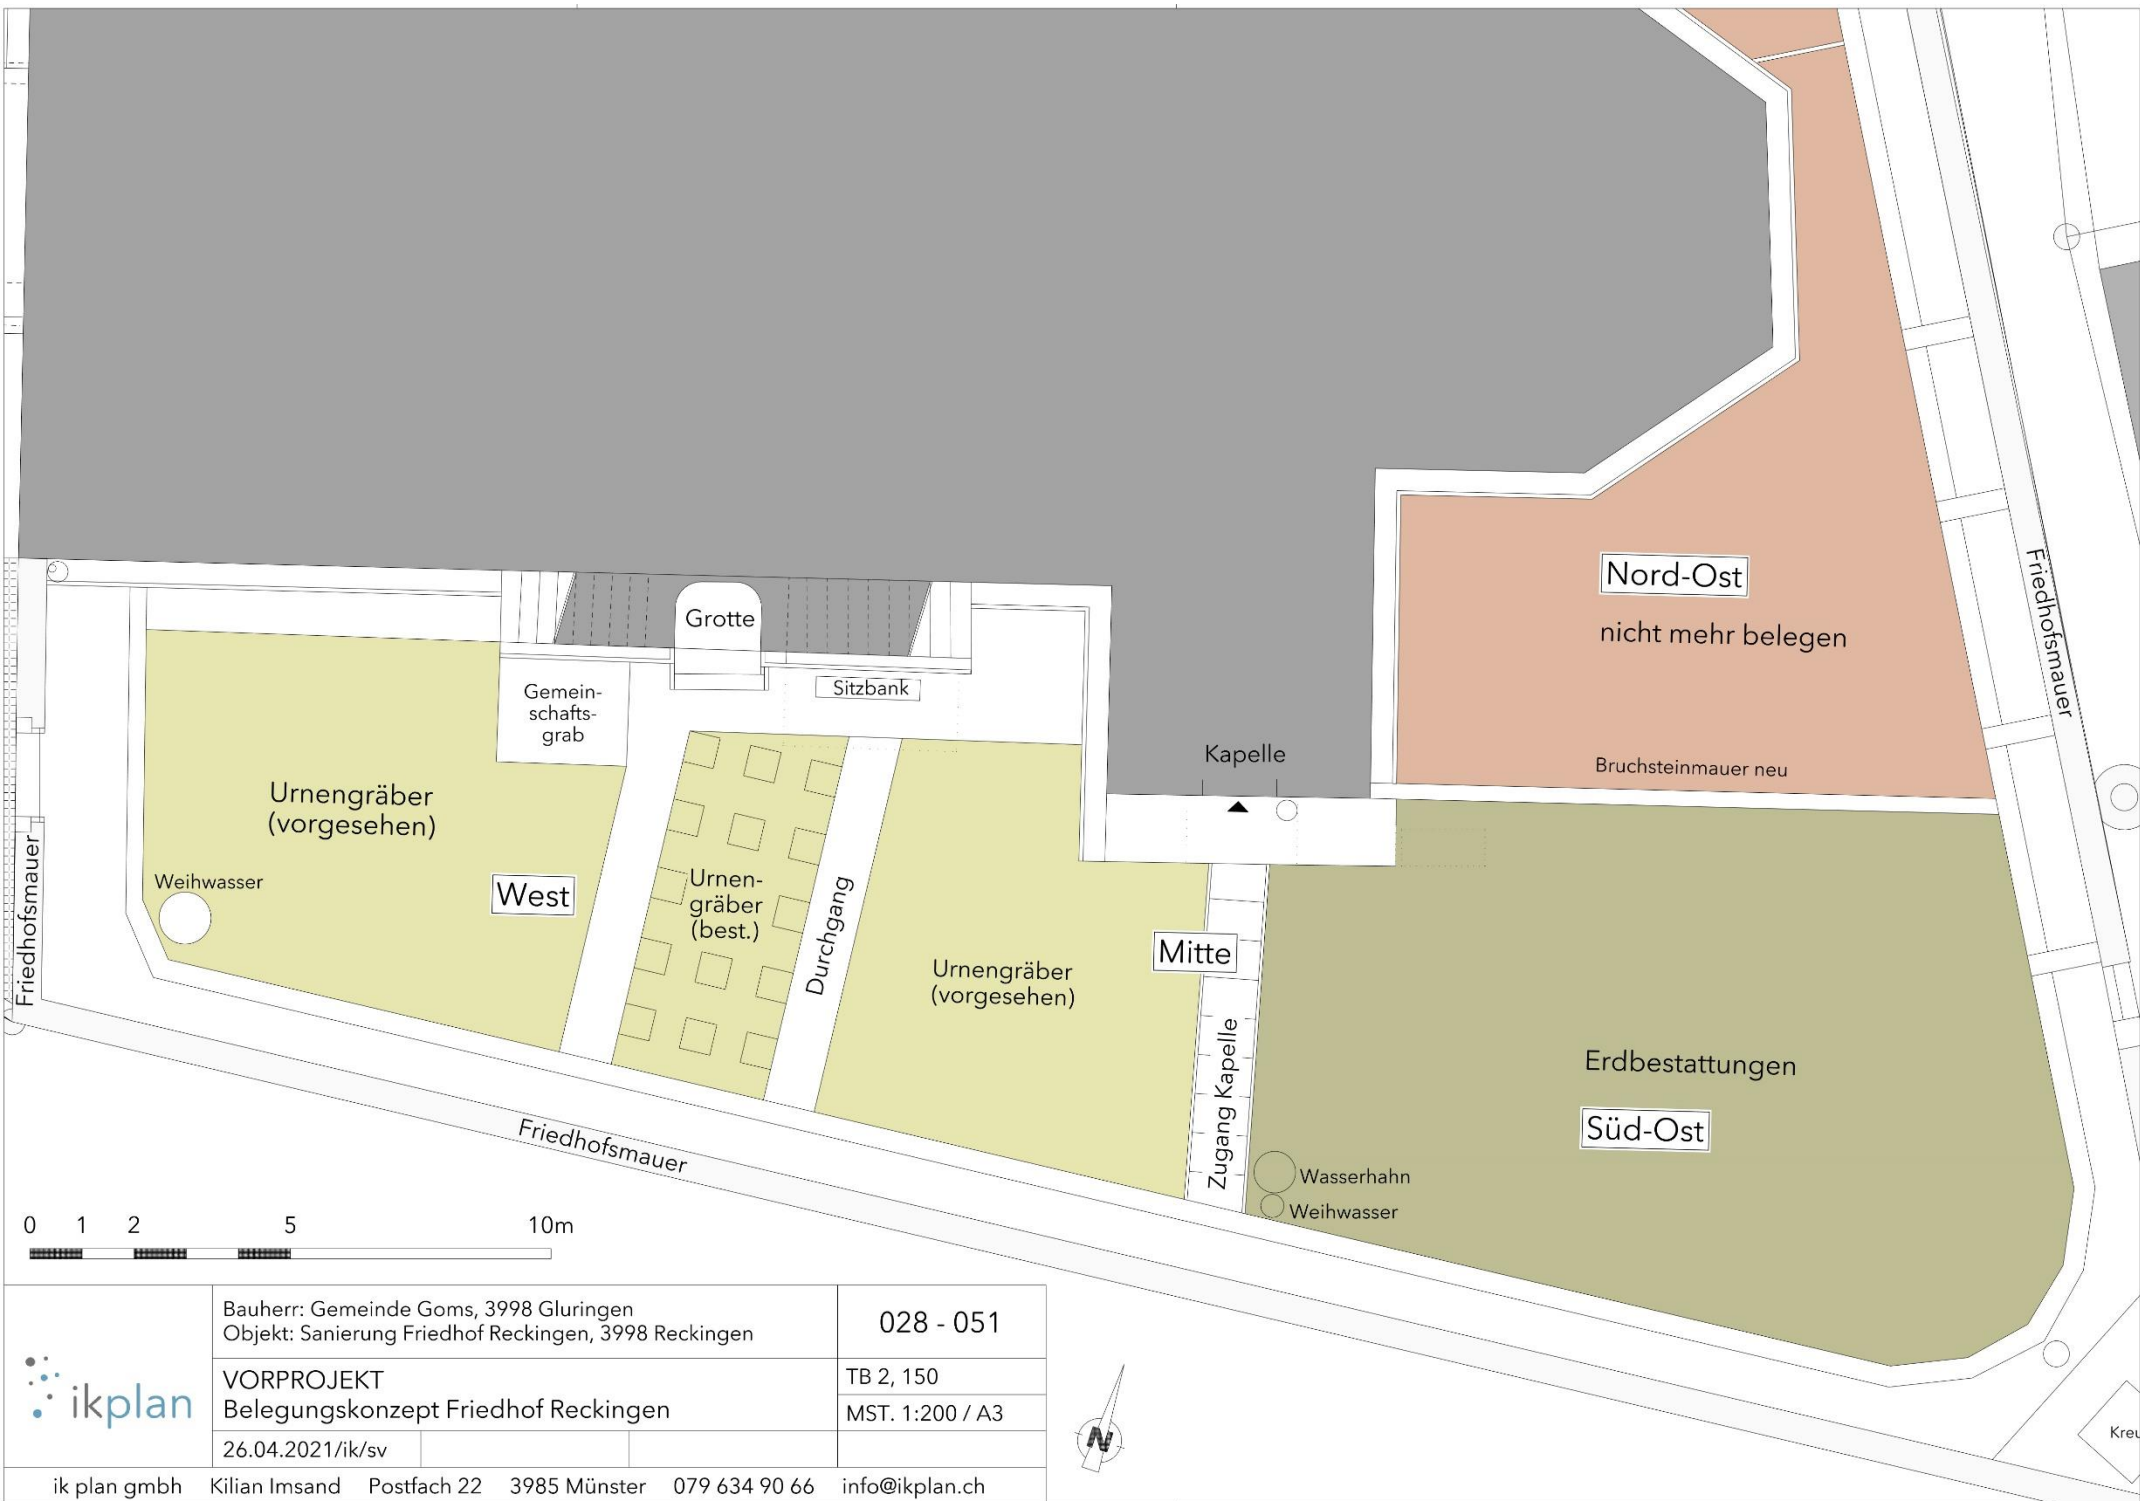 Nord-Ost
nicht mehr belegen
Friedhofsmauer
Grotte
Sitzbank
Gemein-
schafts-
grab
Kapelle
Bruchsteinmauer neu
Urnengräber
(vorgesehen)
Weihwasser
West
Friedhofsmauer
Urnen-
gräber
(best.)
Durchgang
Urnengräber
(vorgesehen)
Mitte
Zugang Kapelle
Erdbestattungen
Süd-Ost
Wasserhahn
Weihwasser
Friedhofsmauer
0 1 2 5 10m
Bauherr: Gemeinde Goms, 3998 Gluringen
Objekt: Sanierung Friedhof Reckingen, 3998 Reckingen
028 - 051
ikplan
VORPROJEKT
Belegungskonzept Friedhof Reckingen
TB 2, 150
MST. 1:200 / A3
26.04.2021/ik/sv
ik plan gmbh Kilian Imsand Postfach 22 3985 Münster 079 634 90 66 info@ikplan.ch
N